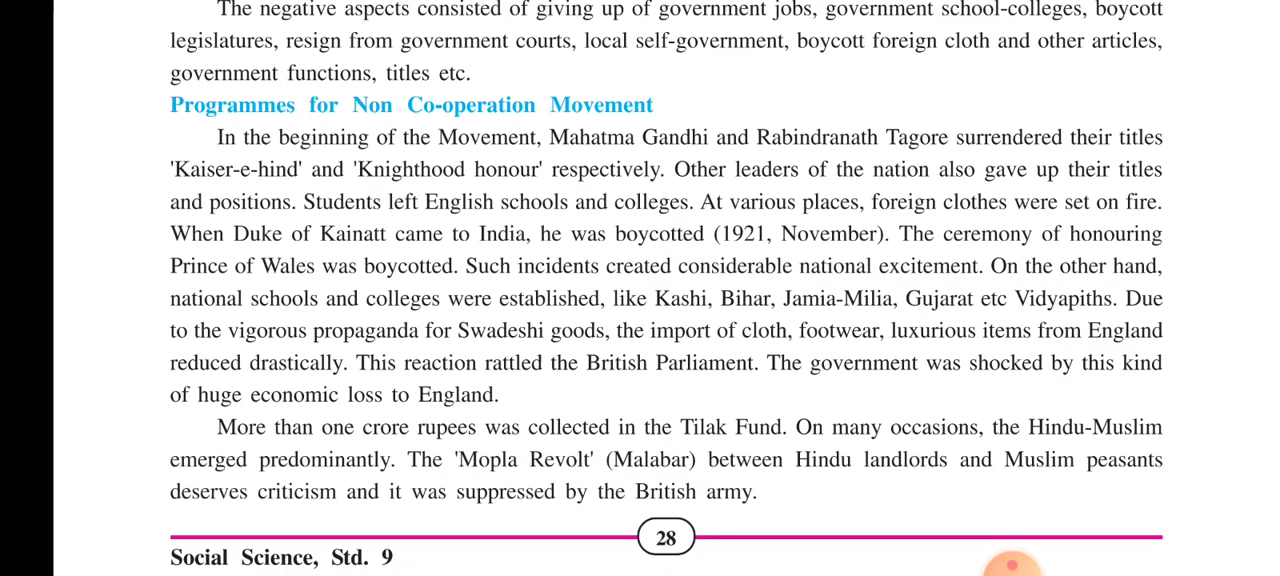 The negative aspects consisted of giving up of government jobs, government school-colleges, boycott
legislatures, resign from government courts, local self-government, boycott foreign cloth and other articles,
government functions, titles etc.
Programmes for Non Co-operation Movement
In the beginning of the Movement, Mahatma Gandhi and Rabindranath Tagore surrendered their titles
'Kaiser-e-hind' and 'Knighthood honour' respectively. Other leaders of the nation also gave up their titles
and positions. Students left English schools and colleges. At various places, foreign clothes were set on fire.
When Duke of Kainatt came to India, he was boycotted (1921, November). The ceremony of honouring
Prince of Wales was boycotted. Such incidents created considerable national excitement. On the other hand,
national schools and colleges were established, like Kashi, Bihar, Jamia-Milia, Gujarat etc Vidyapiths. Due
to the vigorous propaganda for Swadeshi goods, the import of cloth, footwear, luxurious items from England
reduced drastically. This reaction rattled the British Parliament. The government was shocked by this kind
of huge economic loss to England.
More than one crore rupees was collected in the Tilak Fund. On many occasions, the Hindu-Muslim
emerged predominantly. The 'Mopla Revolt' (Malabar) between Hindu landlords and Muslim peasants
deserves criticism and it was suppressed by the British army.
28
Social Science, Std. 9